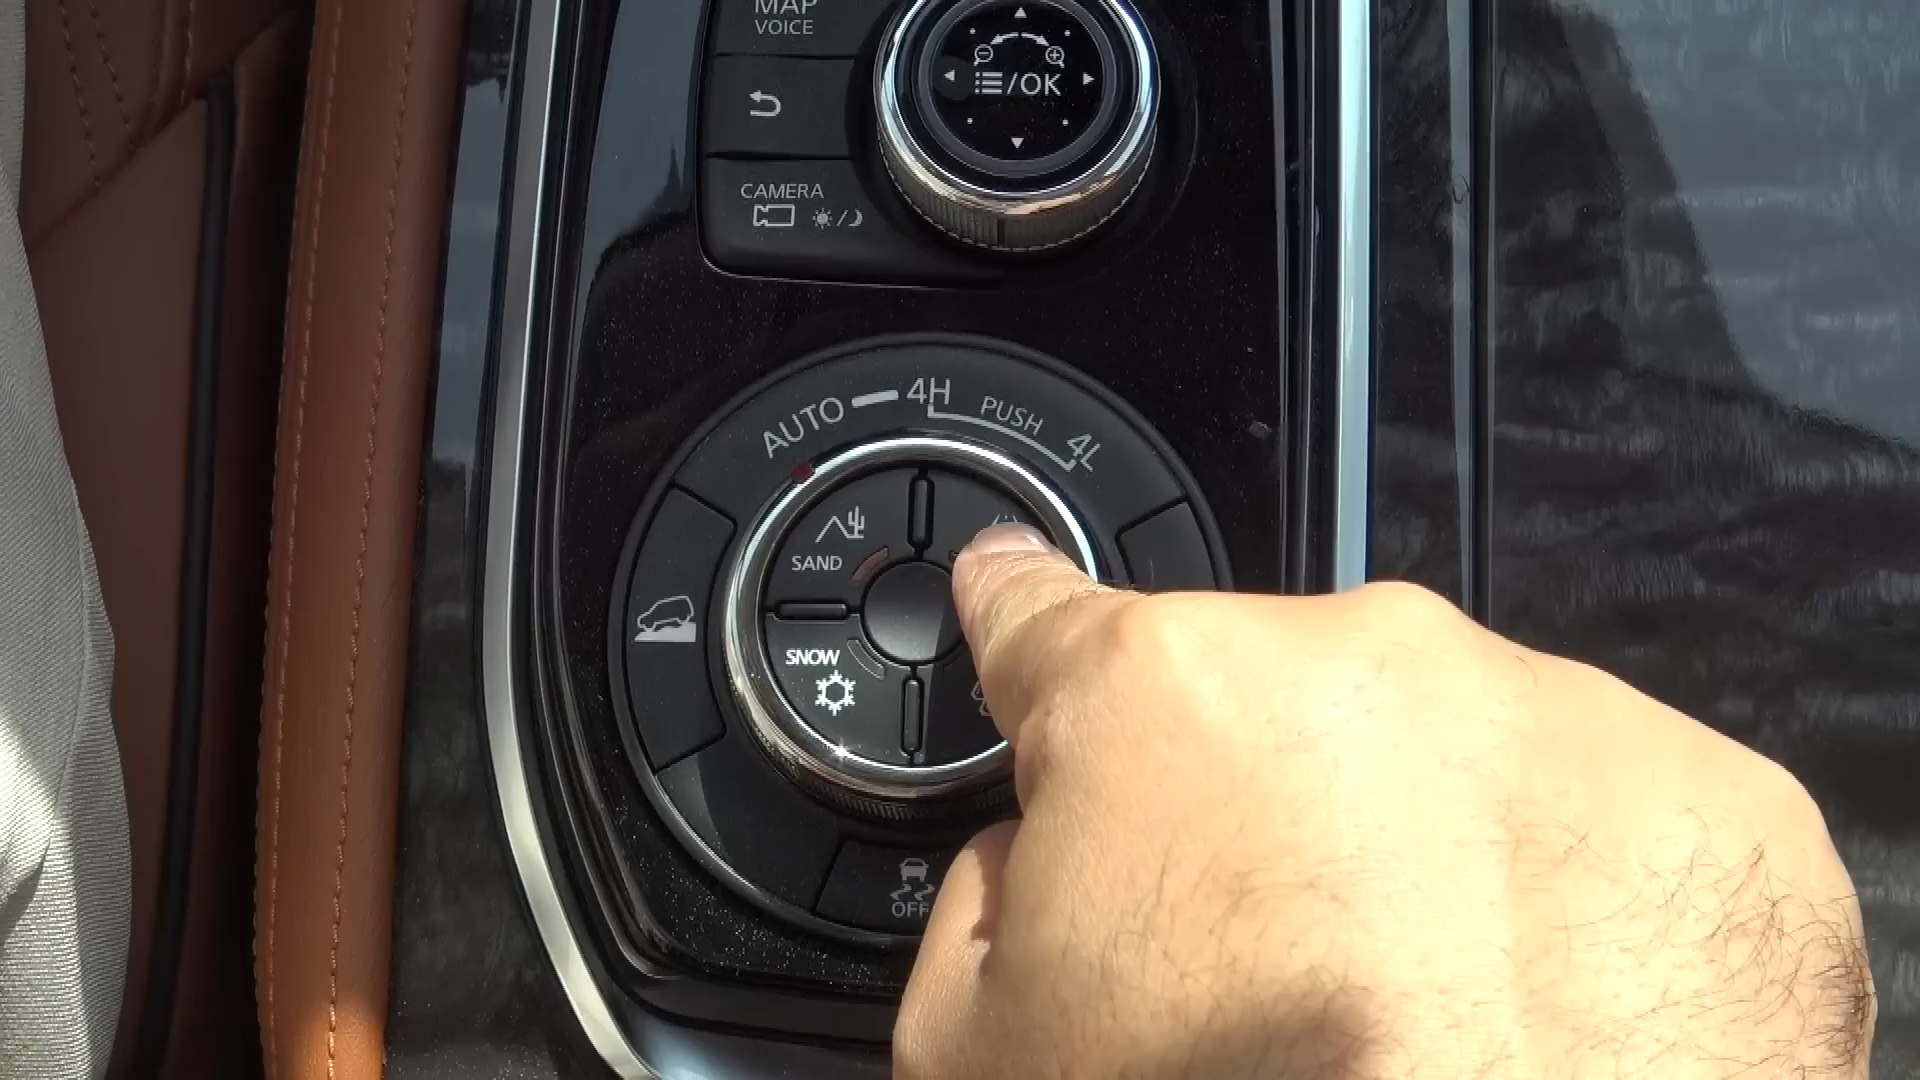 MAP
VOICE
/OK
CAMERA
AUTO 4H PUSH 4L
SAND
SNOW
OFF